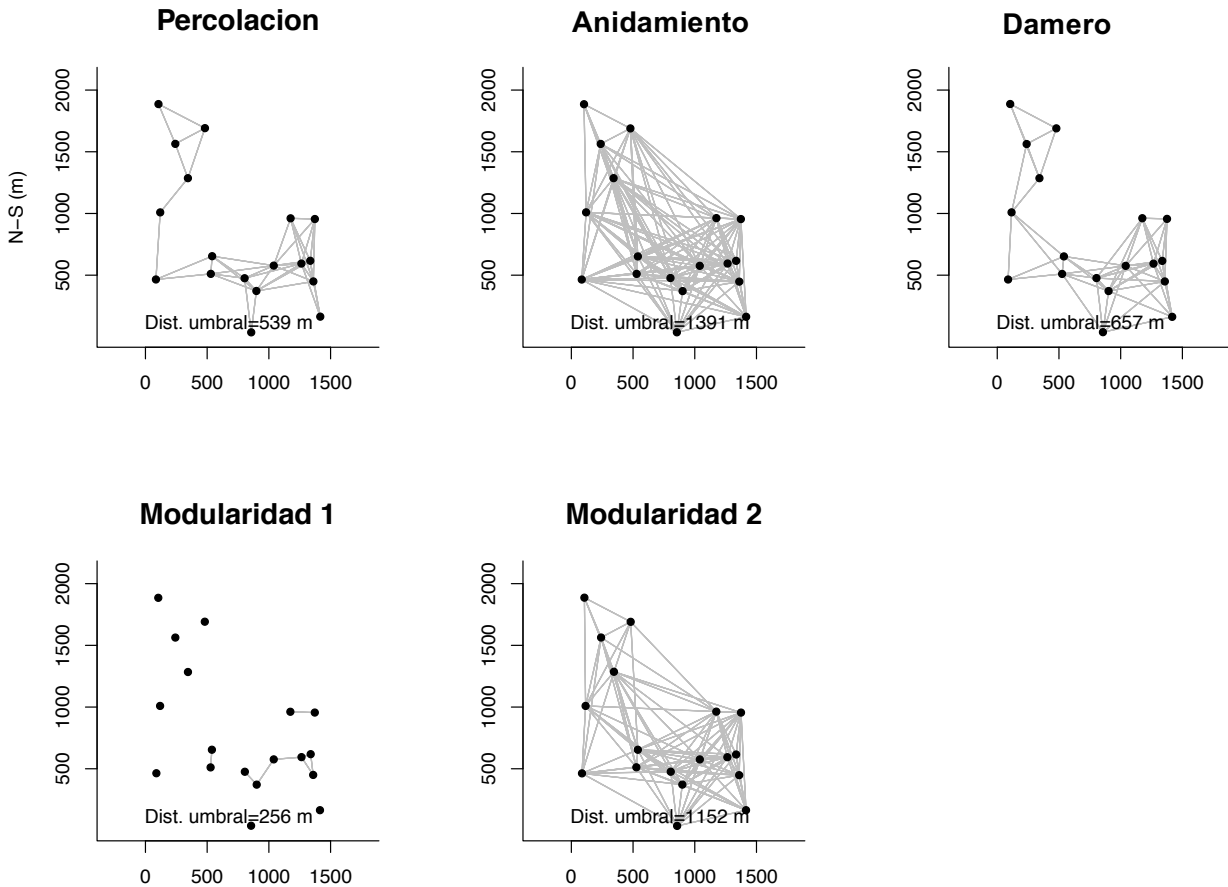 Percolacion
Anidamiento
Damero
N−S (m)
2000
1500
1000
500
Dist. umbral=539 m
0 500 1000 1500
2000
1500
1000
500
Dist. umbral=1391 m
0 500 1000 1500
2000
1500
1000
500
Dist. umbral=657 m
0 500 1000 1500
Modularidad 1
Modularidad 2
2000
1500
1000
500
Dist. umbral=256 m
0 500 1000 1500
2000
1500
1000
500
Dist. umbral=1152 m
0 500 1000 1500